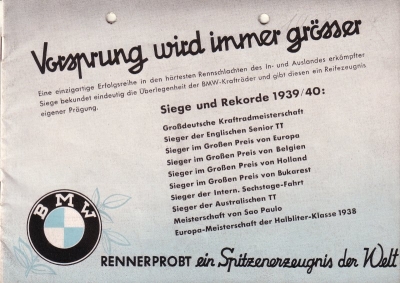 Vorsprung wird immer grösser
Eine einzigartige Erfolgsreihe in den härtesten Rennschlachten des In- und Auslandes erkämpfter
Siege bekundet eindeutig die Überlegenheit der BMW-Krafträder und gibt diesen ein Reifezeugnis
eigener Prägung.
Siege und Rekorde 1939/40:
Großdeutsche Kraftradmeisterschaft
Sieger der Englischen Senior TT
Sieger im Großen Preis von Europa
Sieger im Großen Preis von Belgien
Sieger im Großen Preis von Holland
Sieger im Großen Preis von Bukarest
Sieger der Intern. Sechstage-Fahrt
Sieger der Australischen TT
Meisterschaft von Sao Paulo
Europa-Meisterschaft der Halbliter-Klasse 1938
BMW
RENNERPROBT ein Spitzenerzeugnis der Welt